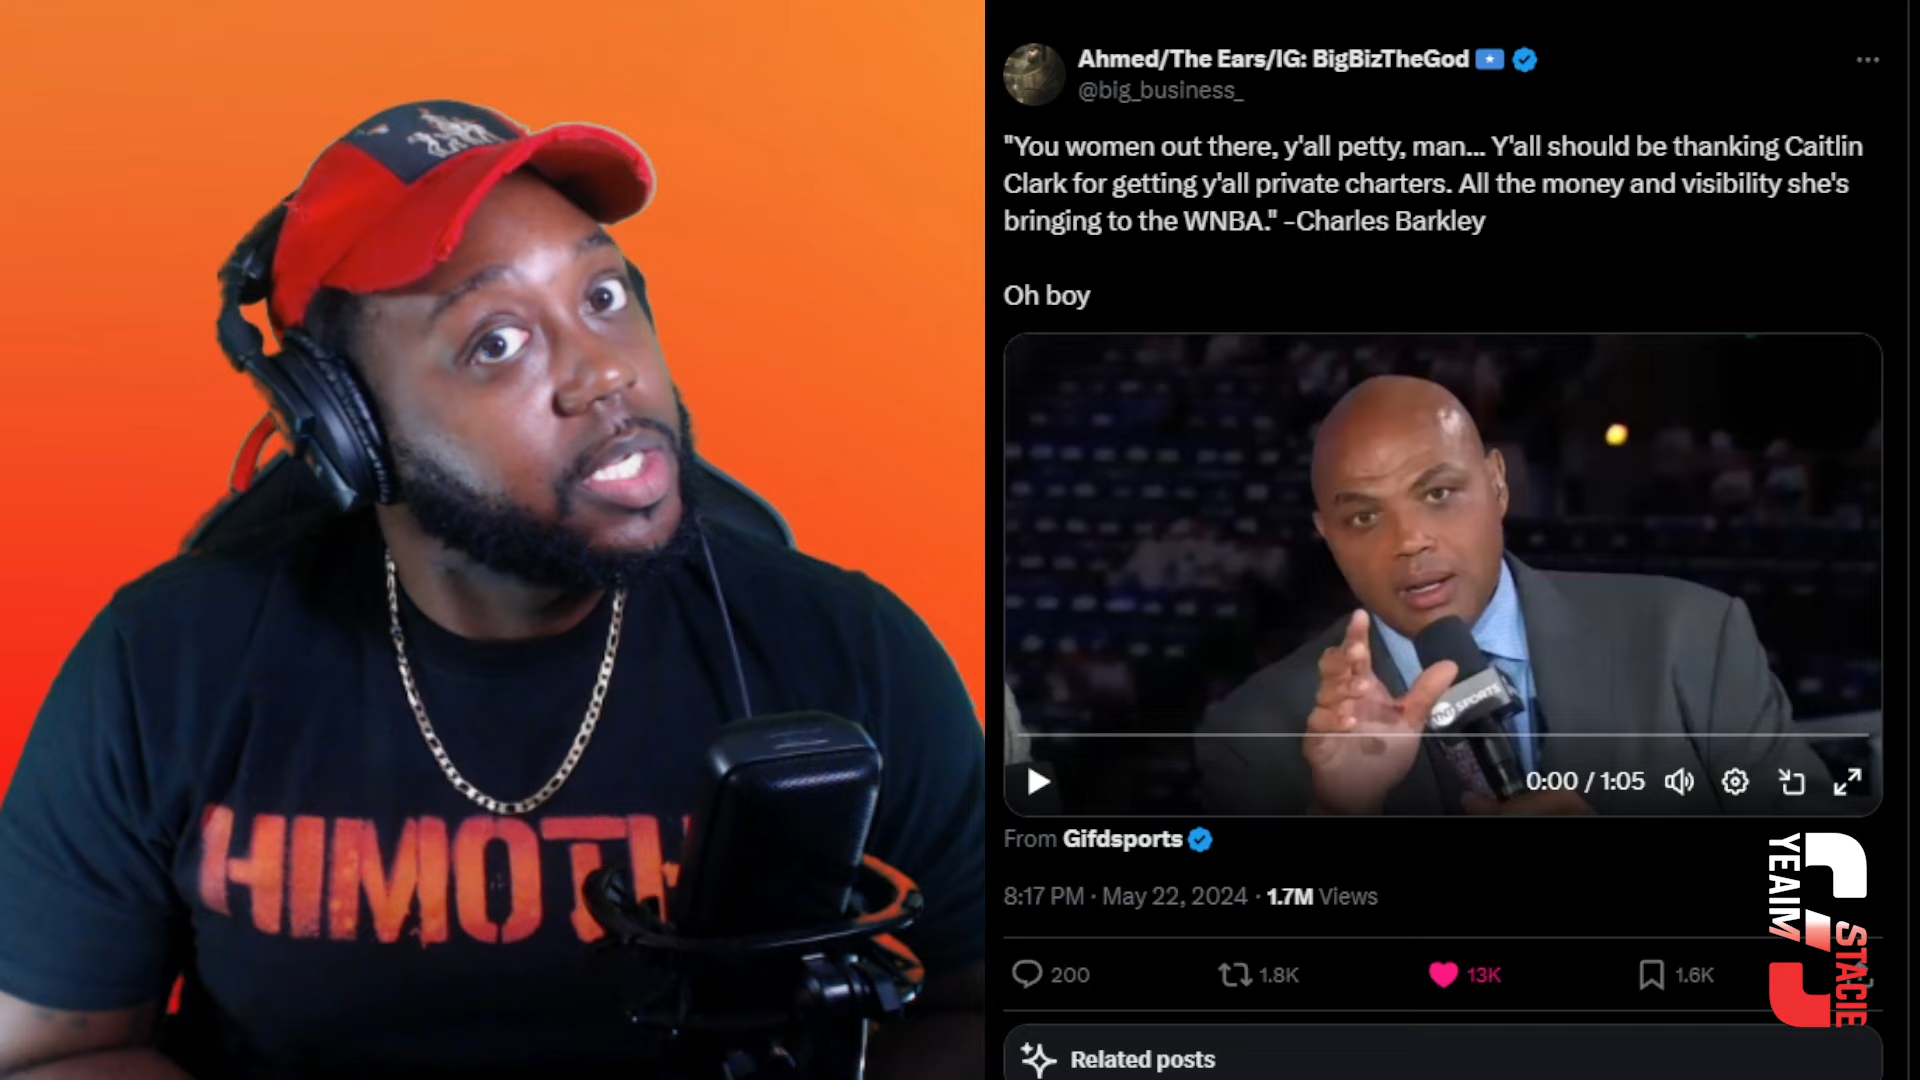 Ahmed/The Ears/IG: BigBizTheGod
@big_business_
"You women out there, y'all petty, man... Y'all should be thanking Caitlin
Clark for getting y'all private charters. All the money and visibility she's
bringing to the WNBA." -Charles Barkley
Oh boy
HIMOTH
TNT SPORTS
0:00 / 1:05
From Gifdsports
8:17 PM · May 22, 2024 · 1.7M Views
200
1.8K
13K
1.6K
YEAIM
STACIE
Related posts